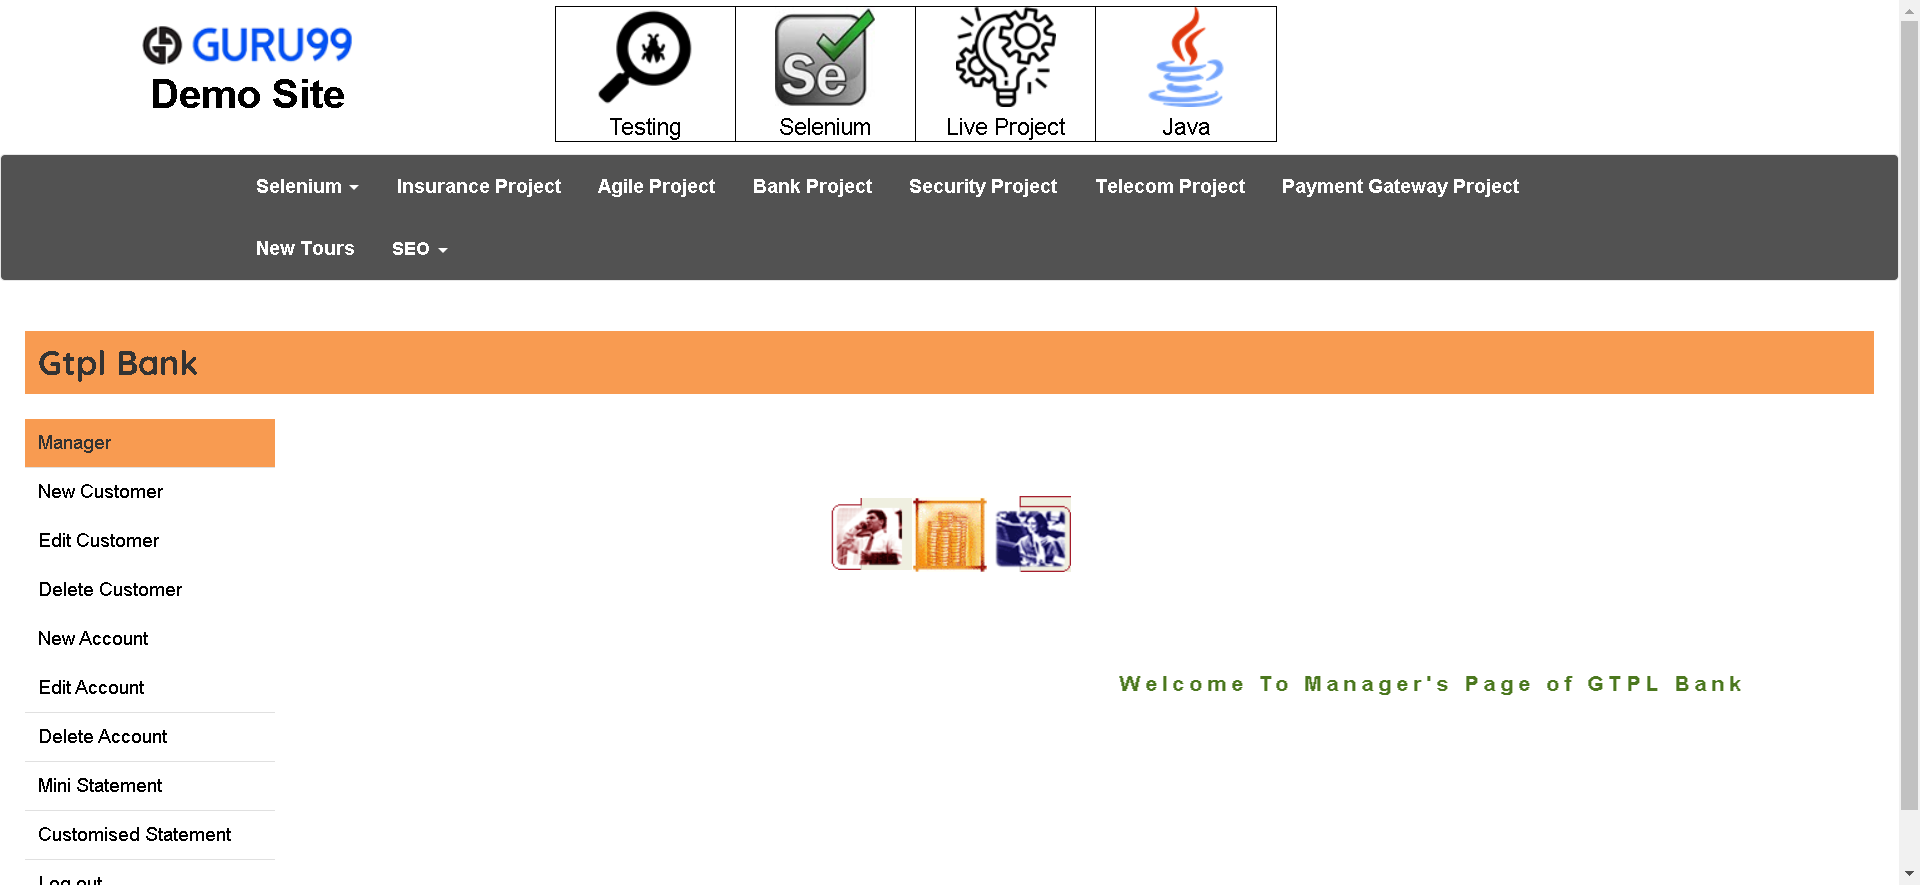 GURU99
Demo Site
Se
Testing
Selenium
Live Project
Java
Selenium
Insurance Project
Agile Project
Bank Project
Security Project
Telecom Project
Payment Gateway Project
New Tours
SEO
Gtpl Bank
Manager
New Customer
Edit Customer
Delete Customer
New Account
Edit Account
Welcome To Manager's Page of GTPL Bank
Delete Account
Mini Statement
Customised Statement
Log out